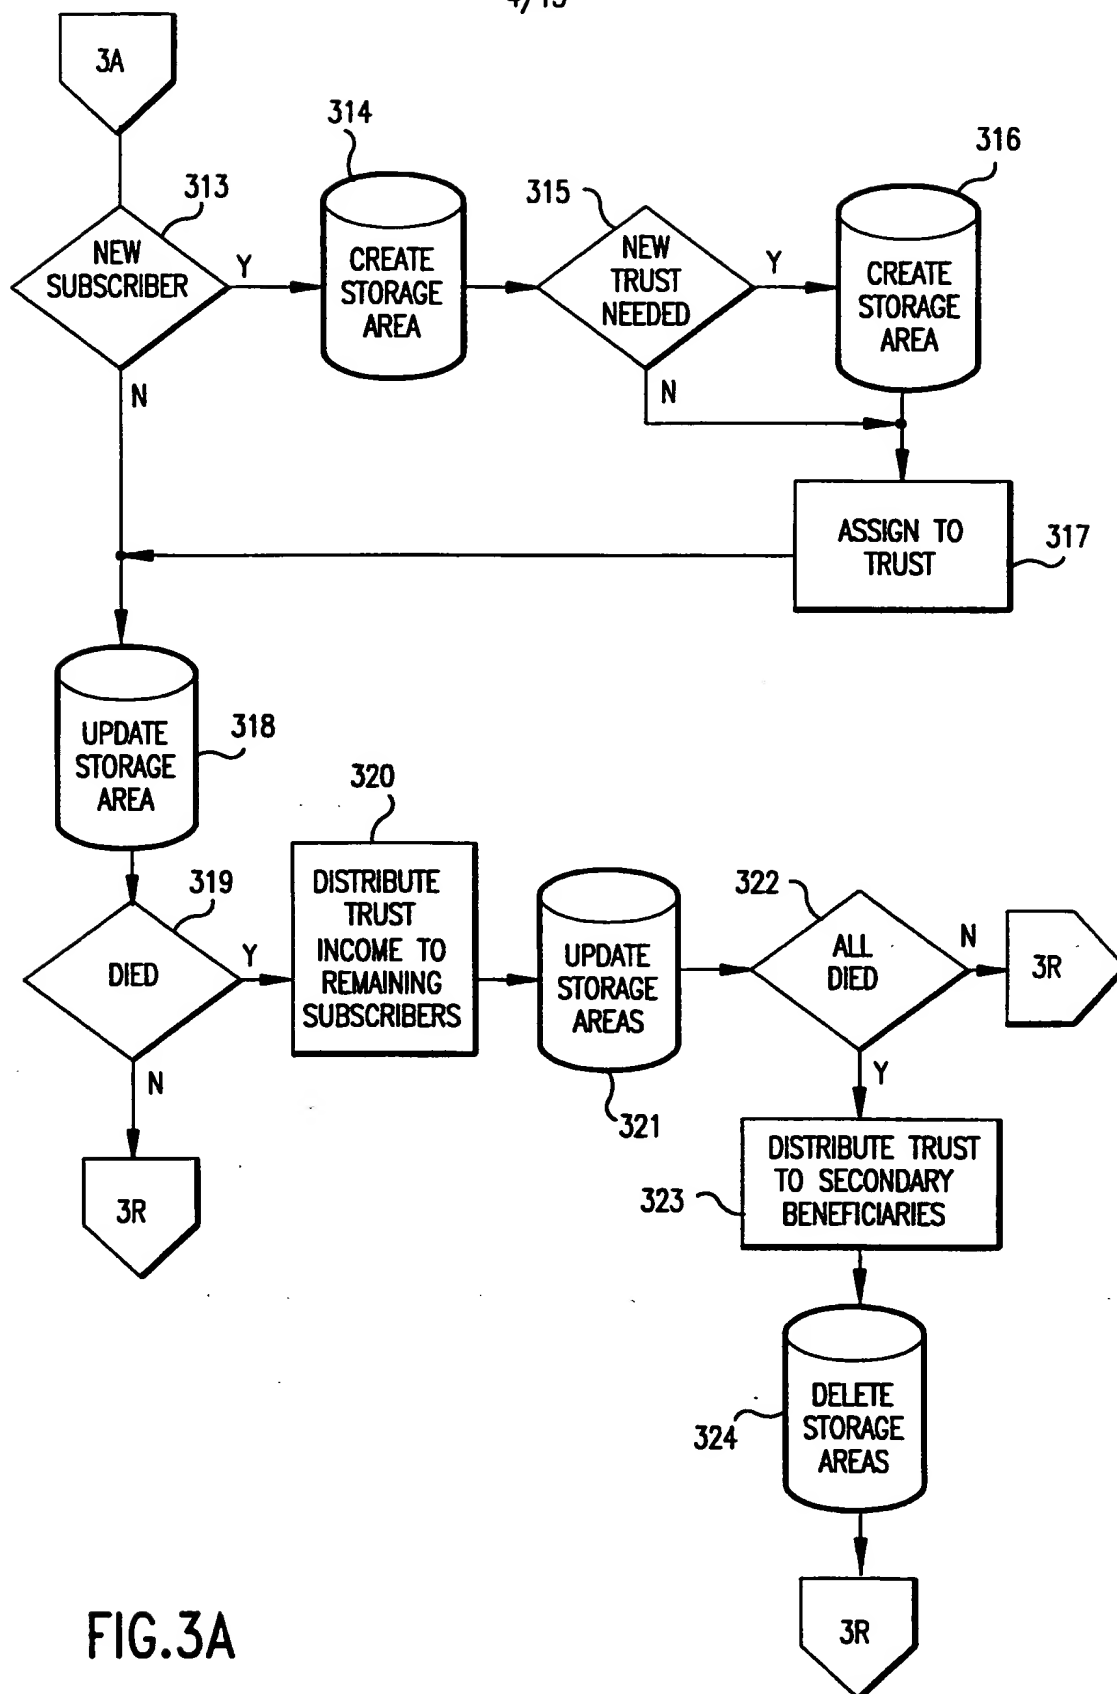 3A
313
314
315
316
NEW
SUBSCRIBER
Y
CREATE
STORAGE
AREA
NEW
TRUST
NEEDED
Y
CREATE
STORAGE
AREA
N
N
ASSIGN TO
TRUST
317
UPDATE
STORAGE
AREA
318
319
320
DIED
Y
DISTRIBUTE
TRUST
INCOME TO
REMAINING
SUBSCRIBERS
UPDATE
STORAGE
AREAS
321
322
ALL
DIED
N
3R
N
3R
Y
DISTRIBUTE TRUST
TO SECONDARY
BENEFICIARIES
323
DELETE
STORAGE
AREAS
324
3R
FIG.3A